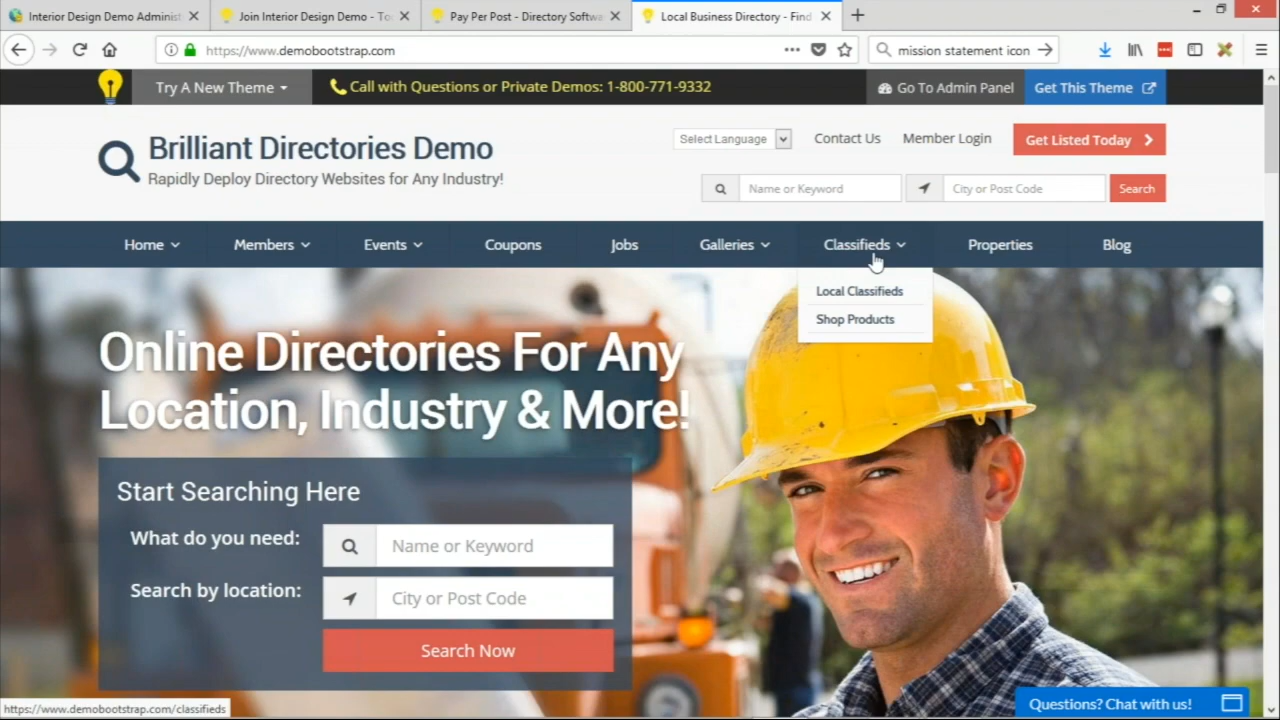 Interior Design Demo Administ
Join Interior Design Demo - To
Pay Per Post - Directory Softwa
Local Business Directory - Find
https://www.demobootstrap.com
mission statement icon
Try A New Theme
Call with Questions or Private Demos: 1-800-771-9332
Go To Admin Panel
Get This Theme
Brilliant Directories Demo
Rapidly Deploy Directory Websites for Any Industry!
Select Language
Contact Us
Member Login
Get Listed Today
Name or Keyword
City or Post Code
Search
Home
Members
Events
Coupons
Jobs
Galleries
Classifieds
Properties
Blog
Local Classifieds
Shop Products
Online Directories For Any
Location, Industry & More!
Start Searching Here
What do you need:
Name or Keyword
Search by location:
City or Post Code
Search Now
https://www.demobootstrap.com/classifieds
Questions? Chat with us!